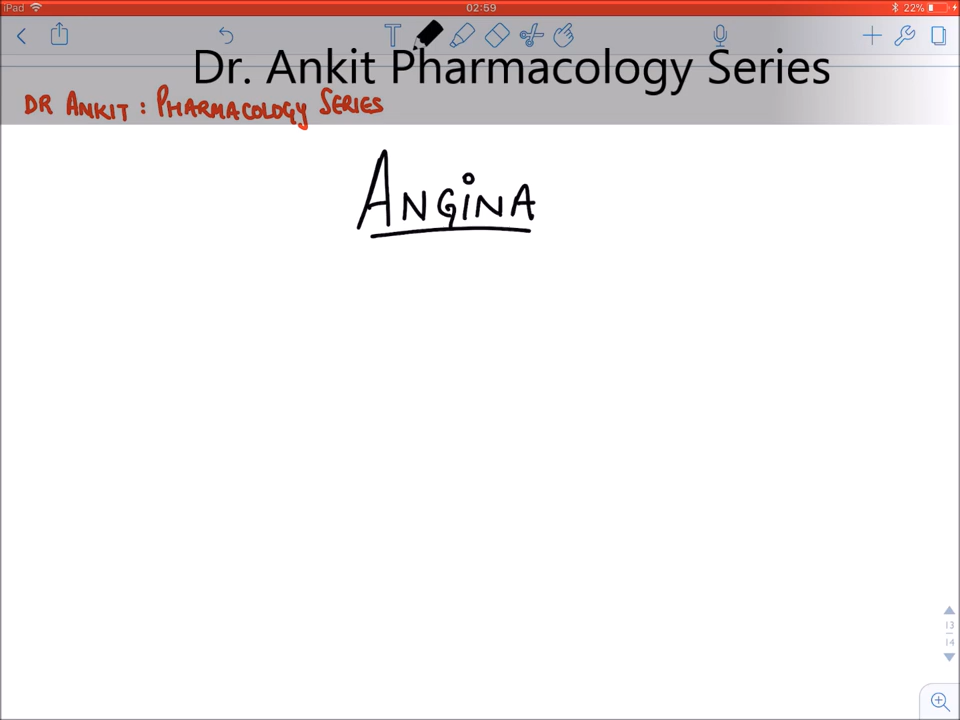 iPad 02:59 22%
T
Dr. Ankit Pharmacology Series
DR ANKIT : PHARMACOLOGY SERIES
ANGINA
13
14